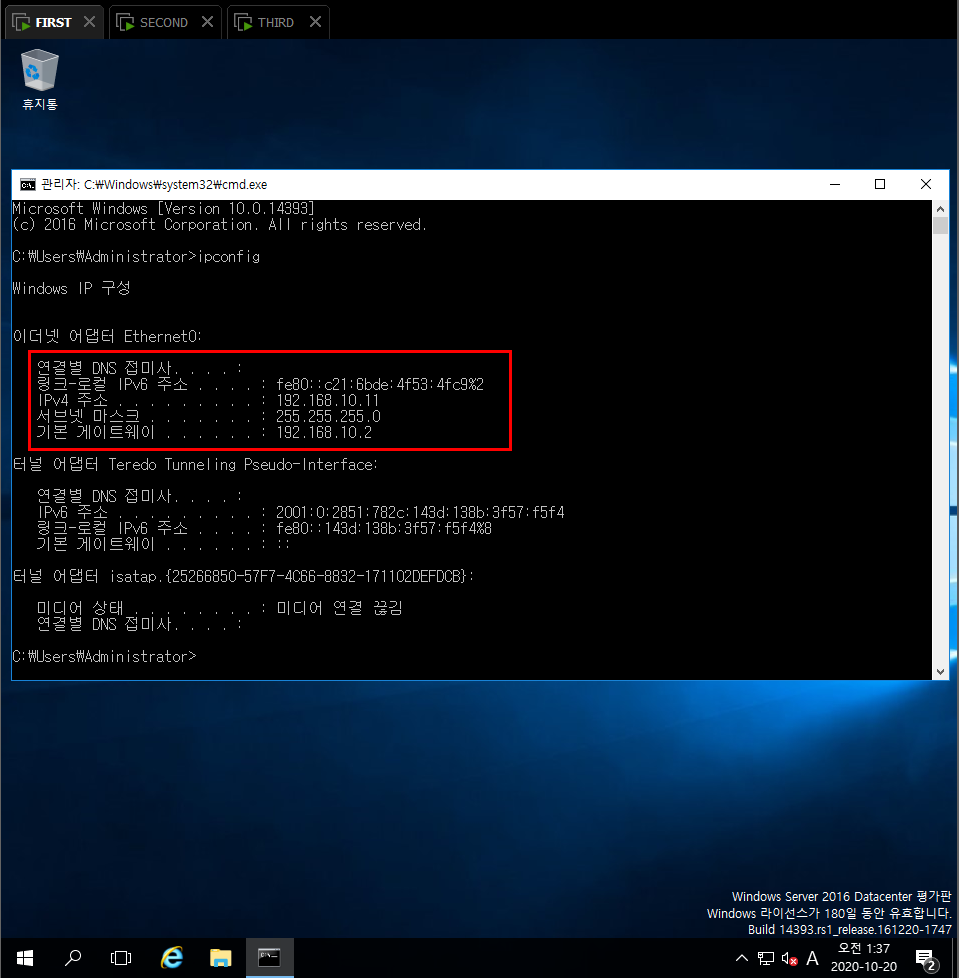 FIRST
SECOND
THIRD
휴지통
관리자: C:₩Windows₩system32₩cmd.exe
Microsoft Windows [Version 10.0.14393]
(c) 2016 Microsoft Corporation. All rights reserved.
C:₩Users₩Administrator>ipconfig
Windows IP 구성
이더넷 어댑터 Ethernet0:
연결별 DNS 접미사. . . . :
링크-로컬 IPv6 주소 . . . . : fe80::c21:6bde:4f53:4fc9%2
IPv4 주소 . . . . . . . . . : 192.168.10.11
서브넷 마스크 . . . . . . . : 255.255.255.0
기본 게이트웨이 . . . . . . : 192.168.10.2
터널 어댑터 Teredo Tunneling Pseudo-Interface:
연결별 DNS 접미사. . . . :
IPv6 주소 . . . . . . . . . : 2001:0:2851:782c:143d:138b:3f57:f5f4
링크-로컬 IPv6 주소 . . . . : fe80::143d:138b:3f57:f5f4%8
기본 게이트웨이 . . . . . . : ::
터널 어댑터 isatap.{25266850-57F7-4C66-8832-171102DEFDCB}:
미디어 상태 . . . . . . . . : 미디어 연결 끊김
연결별 DNS 접미사. . . . :
C:₩Users₩Administrator>
Windows Server 2016 Datacenter 평가판
Windows 라이선스가 180일 동안 유효합니다.
Build 14393.rs1_release.161220-1747
A
오전 1:37
2020-10-20
2